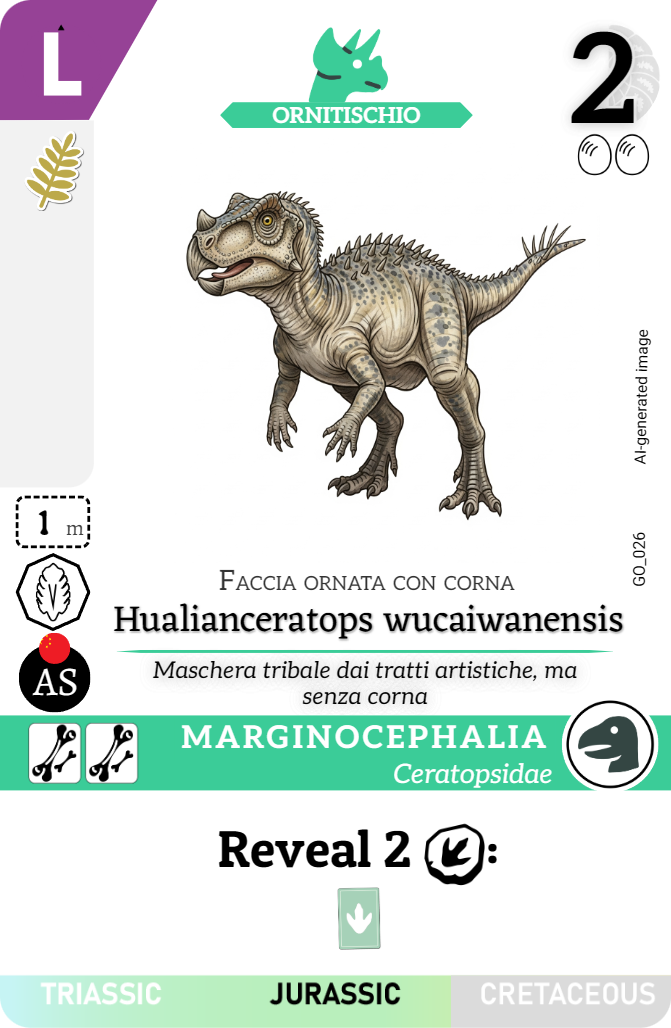 L
ORNITISCHIO
2
AI-generated image
GO_026
1 m
AS
Faccia ornata con corna
Hualianceratops wucaiwanensis
Maschera tribale dai tratti artistiche, ma
senza corna
MARGINOCEPHALIA
Ceratopsidae
Reveal 2 :
TRIASSIC JURASSIC CRETACEOUS